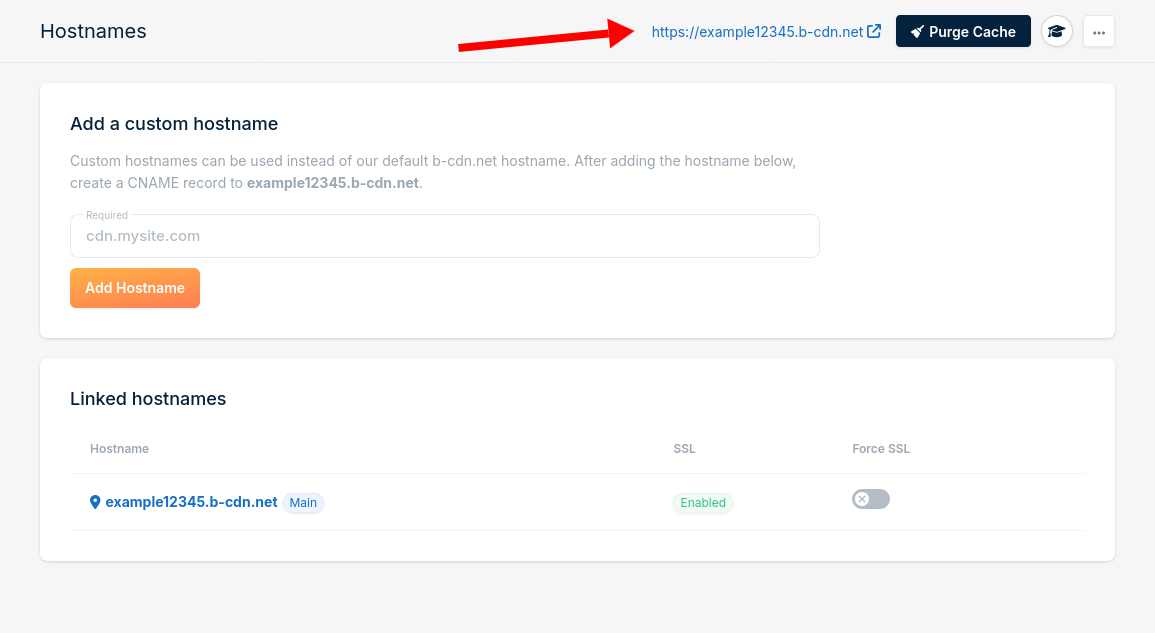 Hostnames
https://example12345.b-cdn.net
Purge Cache
...
Add a custom hostname
Custom hostnames can be used instead of our default b-cdn.net hostname. After adding the hostname below,
create a CNAME record to example12345.b-cdn.net.
Required
cdn.mysite.com
Add Hostname
Linked hostnames
Hostname SSL Force SSL
example12345.b-cdn.net Main Enabled